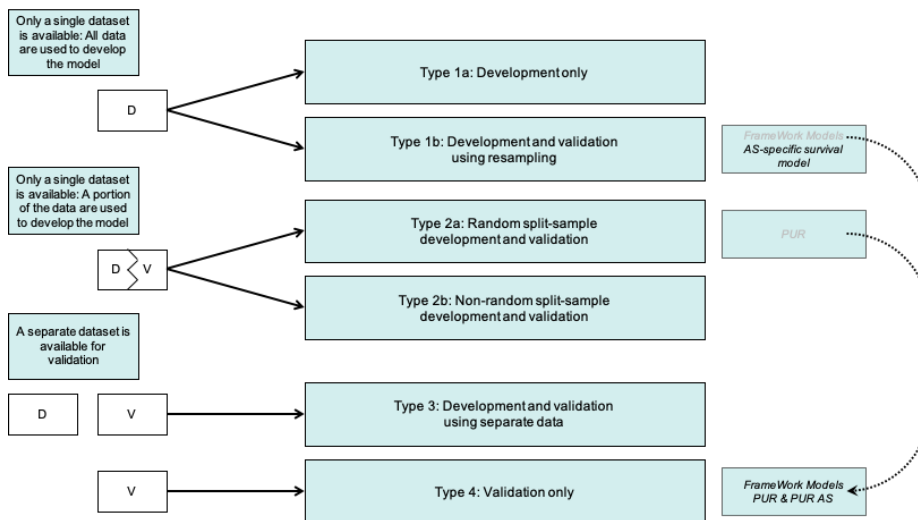 Only a single dataset
is available: All data
are used to develop
the model
D
Type 1a: Development only
Type 1b: Development and validation
using resampling
FrameWork Models
AS-specific survival
model
Only a single dataset
is available: A portion
of the data are used
to develop the model
D
V
Type 2a: Random split-sample
development and validation
PUR
Type 2b: Non-random split-sample
development and validation
A separate dataset is
available for
validation
D
V
Type 3: Development and validation
using separate data
V
Type 4: Validation only
FrameWork Models
PUR & PUR AS